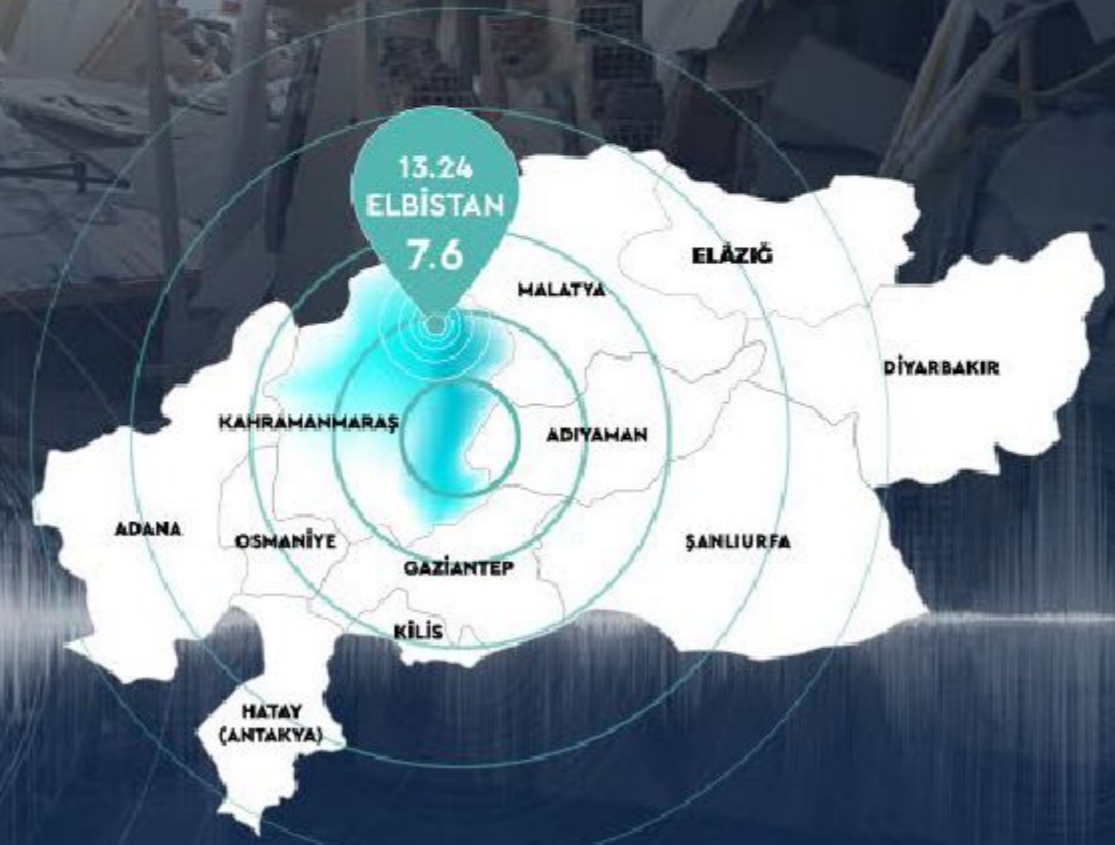 13.24
ELBİSTAN
7.6
ELÂZIĞ
MALATYA
DİYARBAKIR
KAHRAMANMARAŞ
ADIYAMAN
ADANA
OSMANİYE
ŞANLIURFA
GAZİANTEP
KİLİS
HATAY
(ANTAKYA)